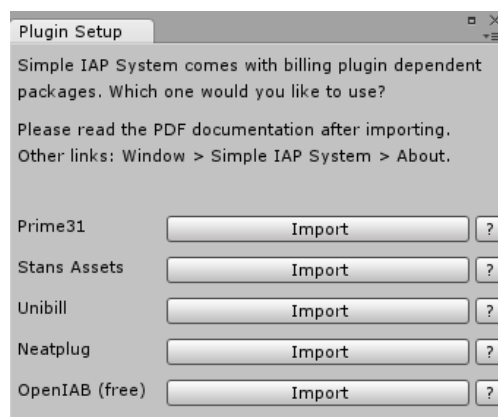 Plugin Setup
Simple IAP System comes with billing plugin dependent
packages. Which one would you like to use?
Please read the PDF documentation after importing.
Other links: Window > Simple IAP System > About.
Prime31 Import ?
Stans Assets Import ?
Unibill Import ?
Neatplug Import ?
OpenIAB (free) Import ?